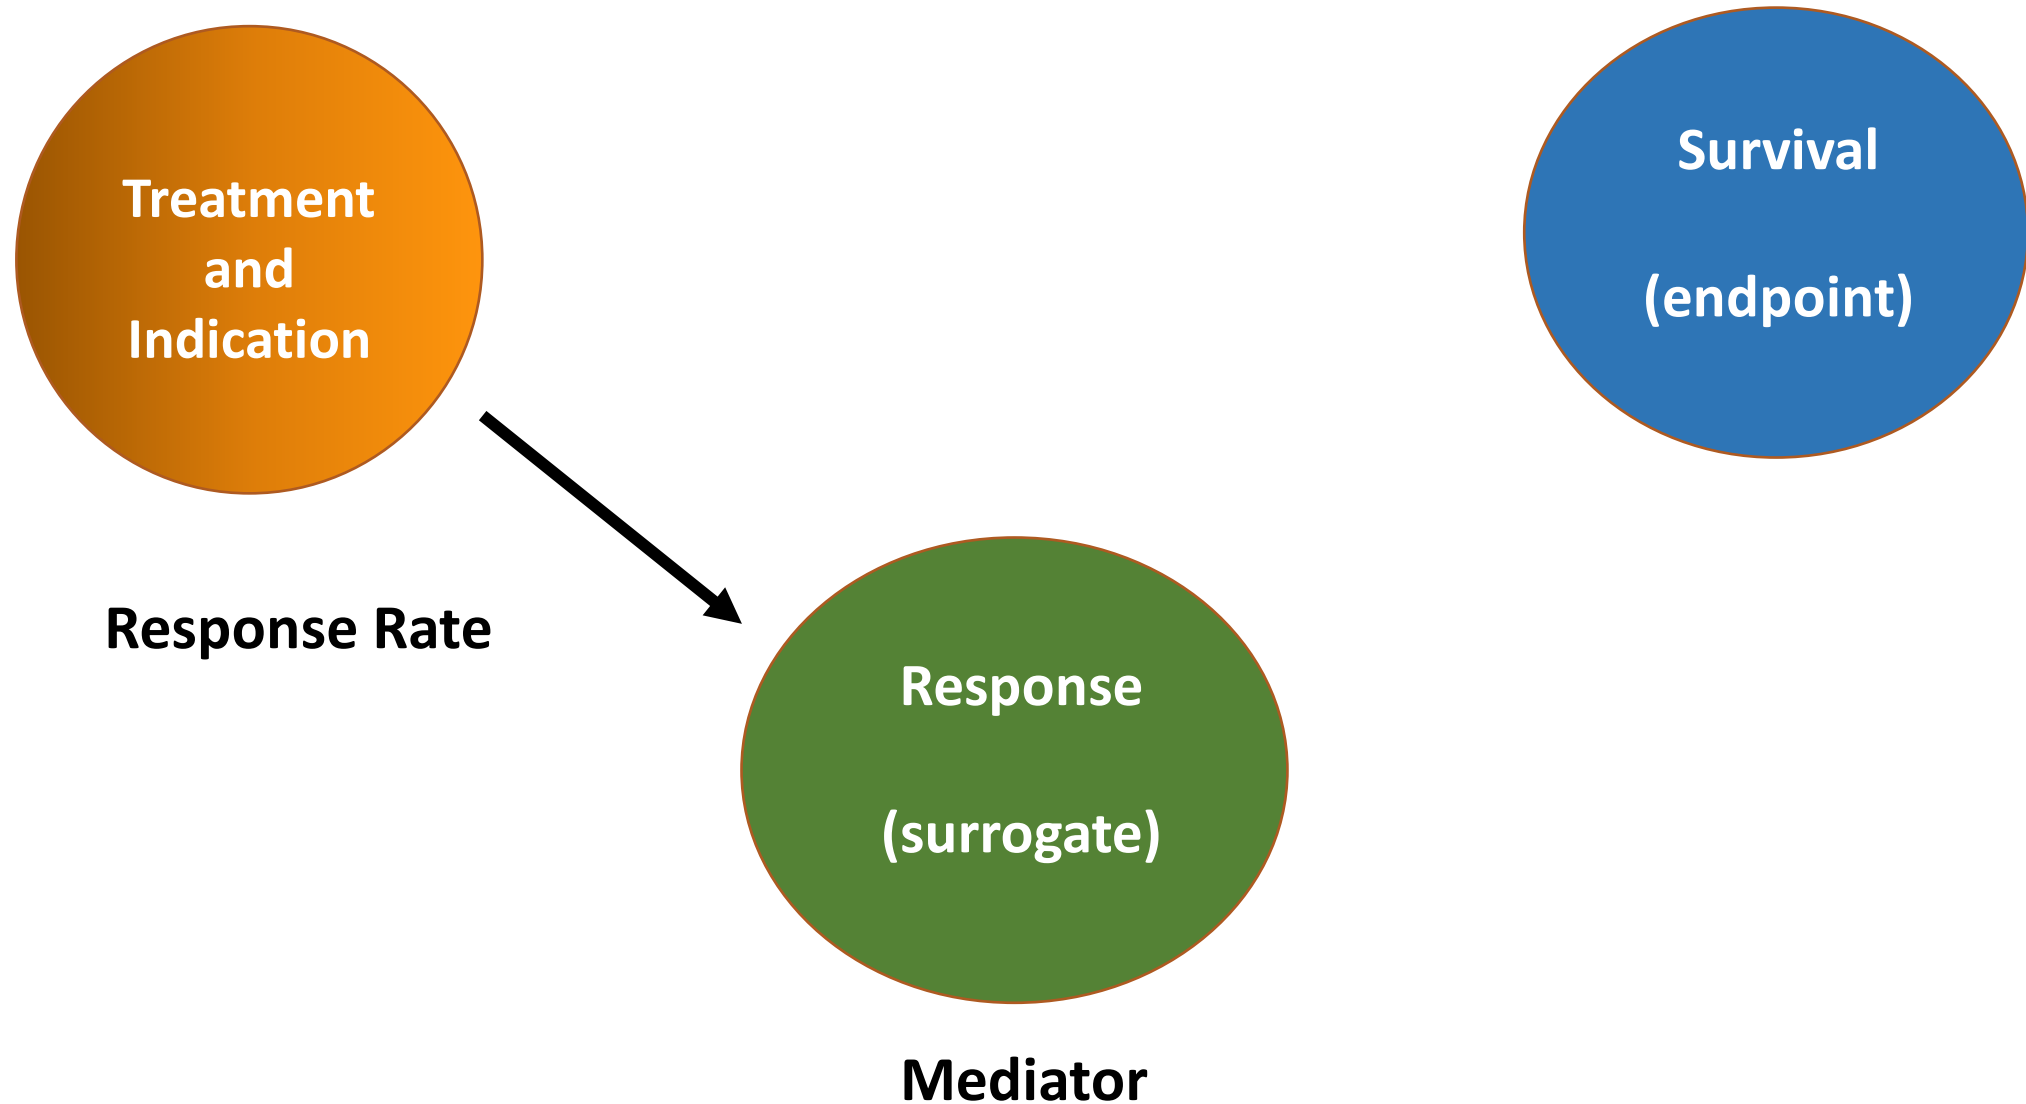 Treatment
and
Indication
Survival
(endpoint)
Response Rate
Response
(surrogate)
Mediator